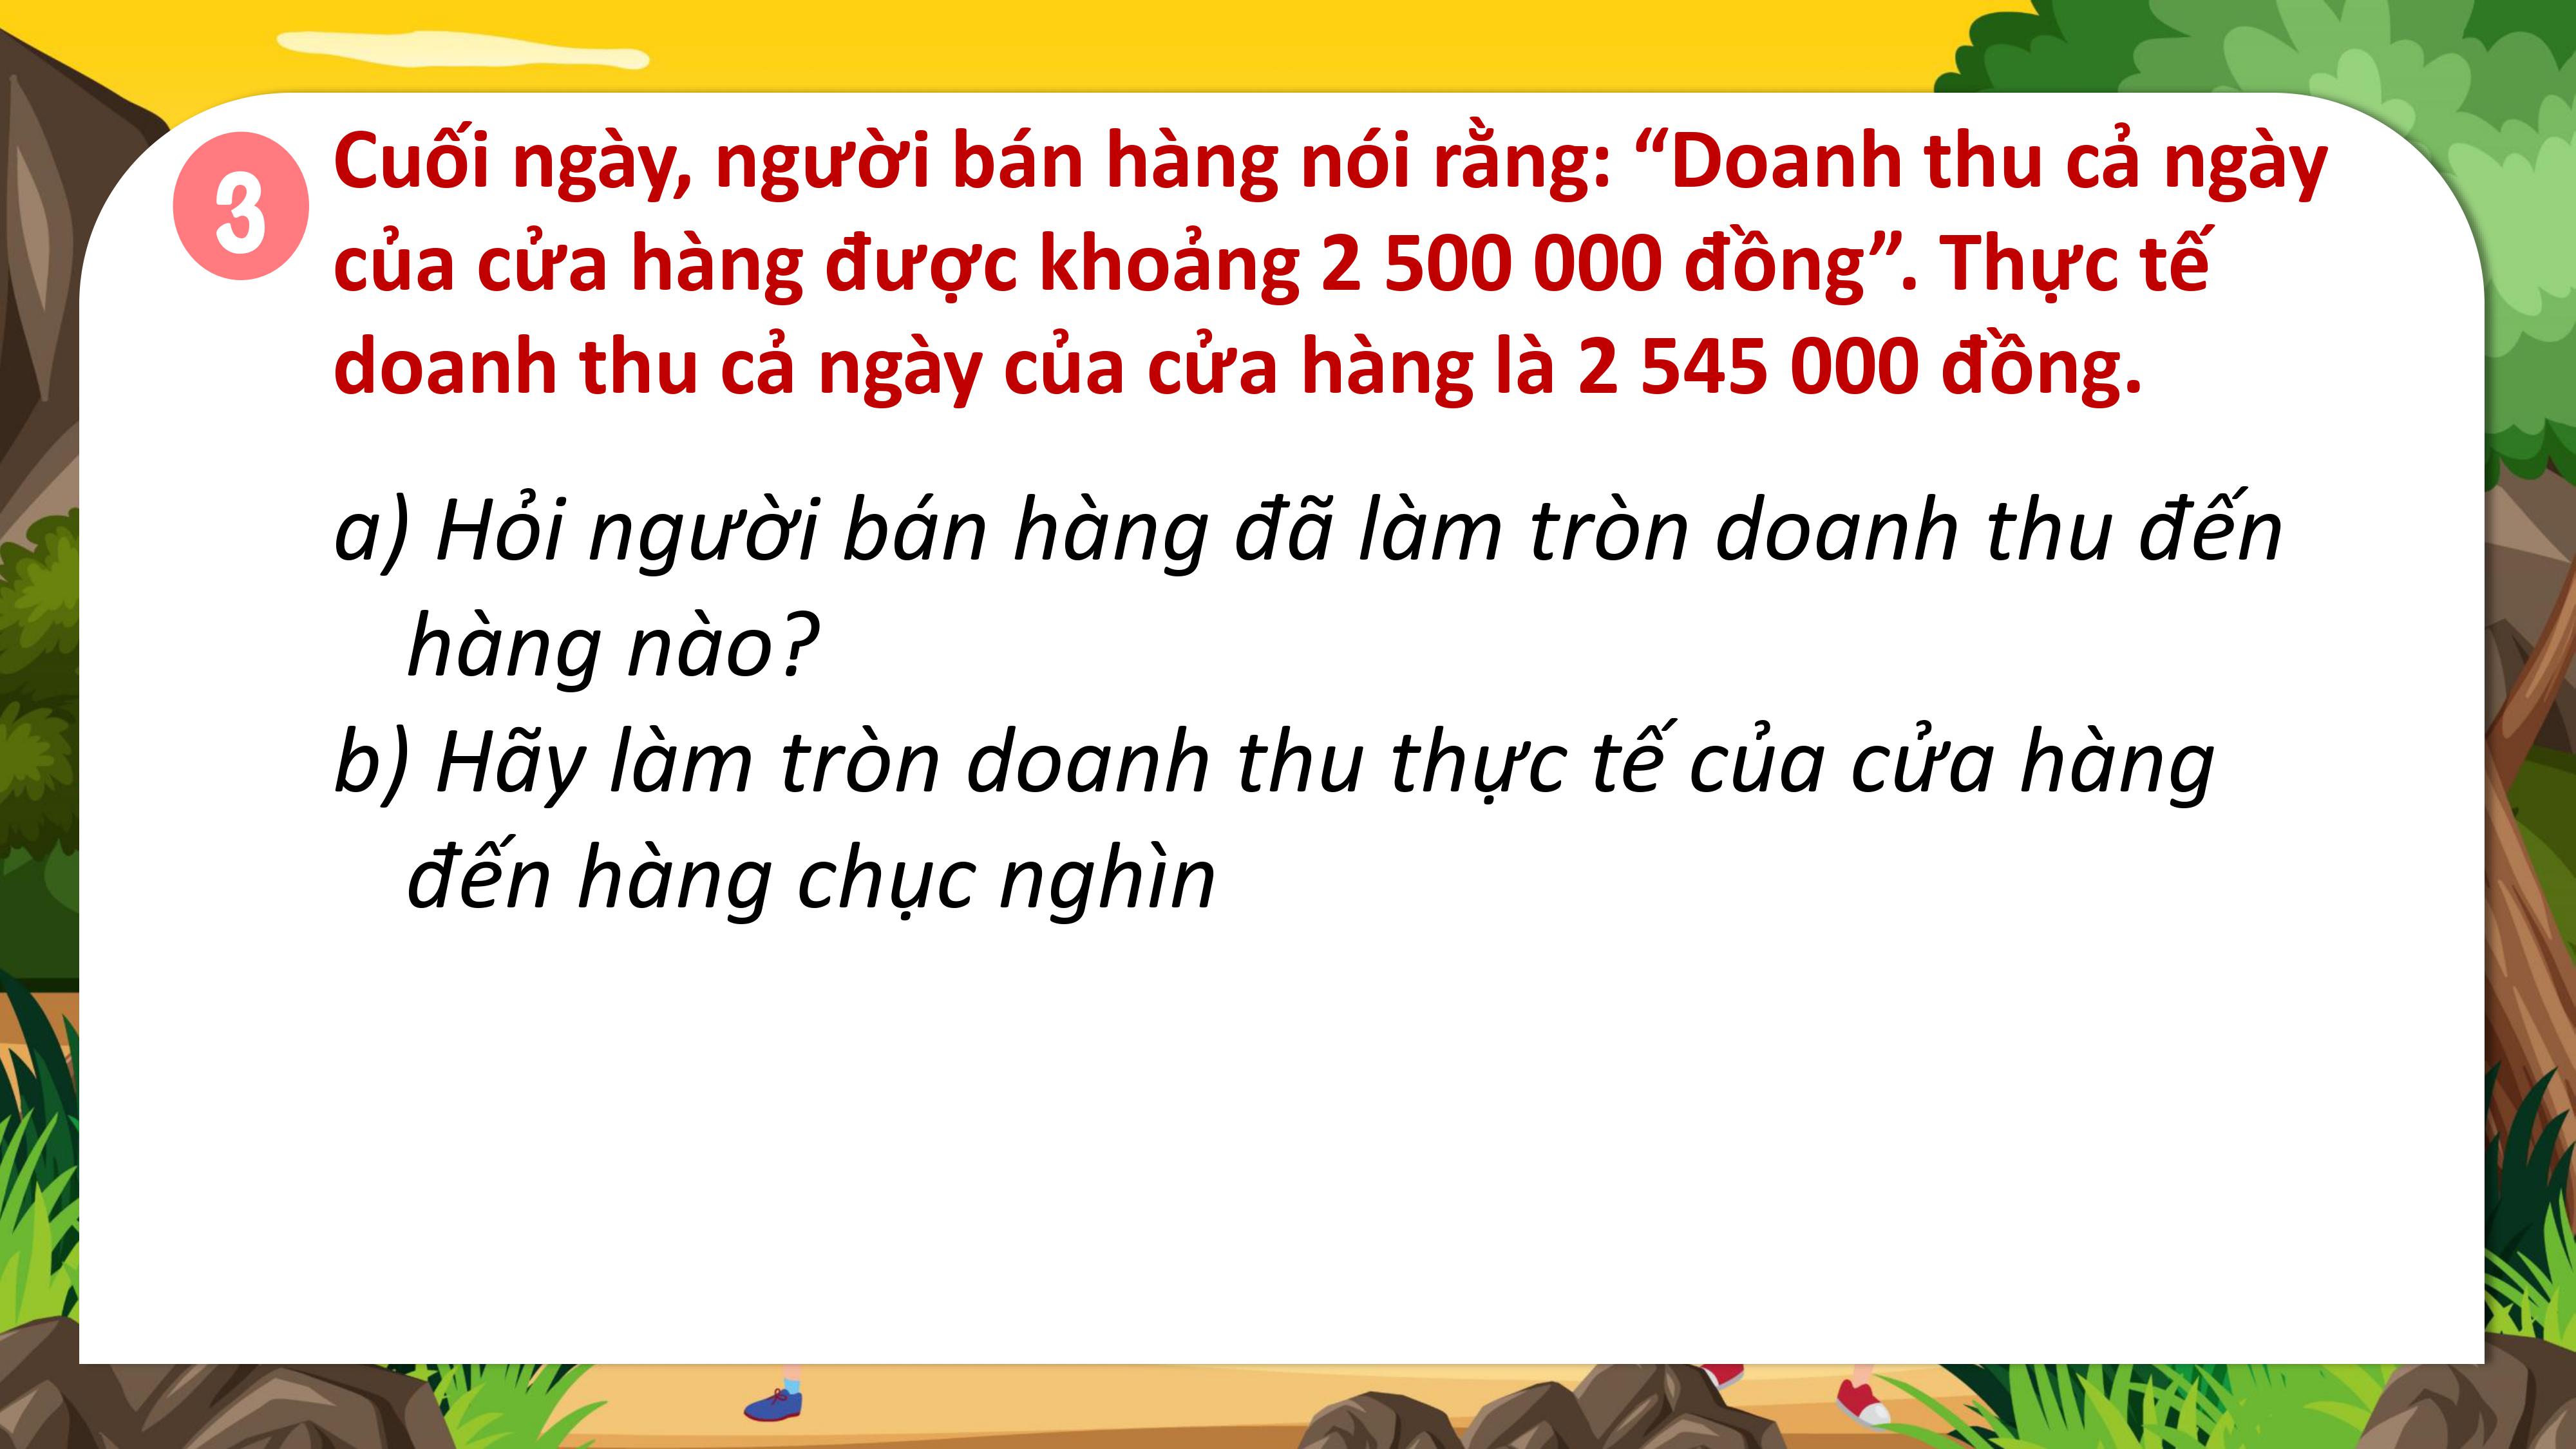 3
Cuối ngày, người bán hàng nói rằng: “Doanh thu cả ngày
của cửa hàng được khoảng 2 500 000 đồng”. Thực tế
doanh thu cả ngày của cửa hàng là 2 545 000 đồng.
a) Hỏi người bán hàng đã làm tròn doanh thu đến
hàng nào?
b) Hãy làm tròn doanh thu thực tế của cửa hàng
đến hàng chục nghìn